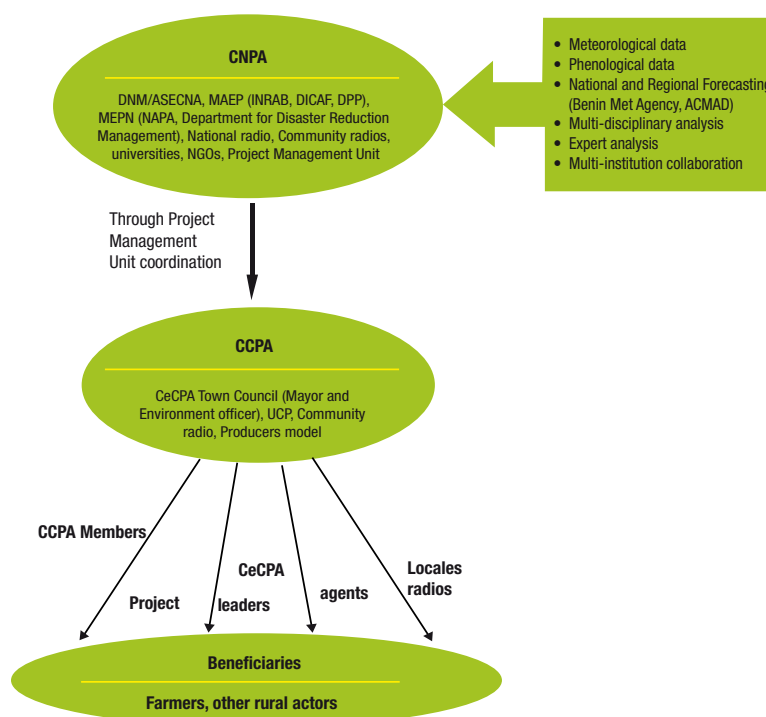 CNPA
DNM/ASECNA, MAEP (INRAB, DICAF, DPP),
MEPN (NAPA, Department for Disaster Reduction
Management), National radio, Community radios,
universities, NGOs, Project Management Unit
• Meteorological data
• Phenological data
• National and Regional Forecasting
(Benin Met Agency, ACMAD)
• Multi-disciplinary analysis
• Expert analysis
• Multi-institution collaboration
Through Project
Management
Unit coordination
CCPA
CeCPA Town Council (Mayor and
Environment officer), UCP, Community
radio, Producers model
CCPA Members
Project
leaders
CeCPA
agents
Locales
radios
Beneficiaries
Farmers, other rural actors